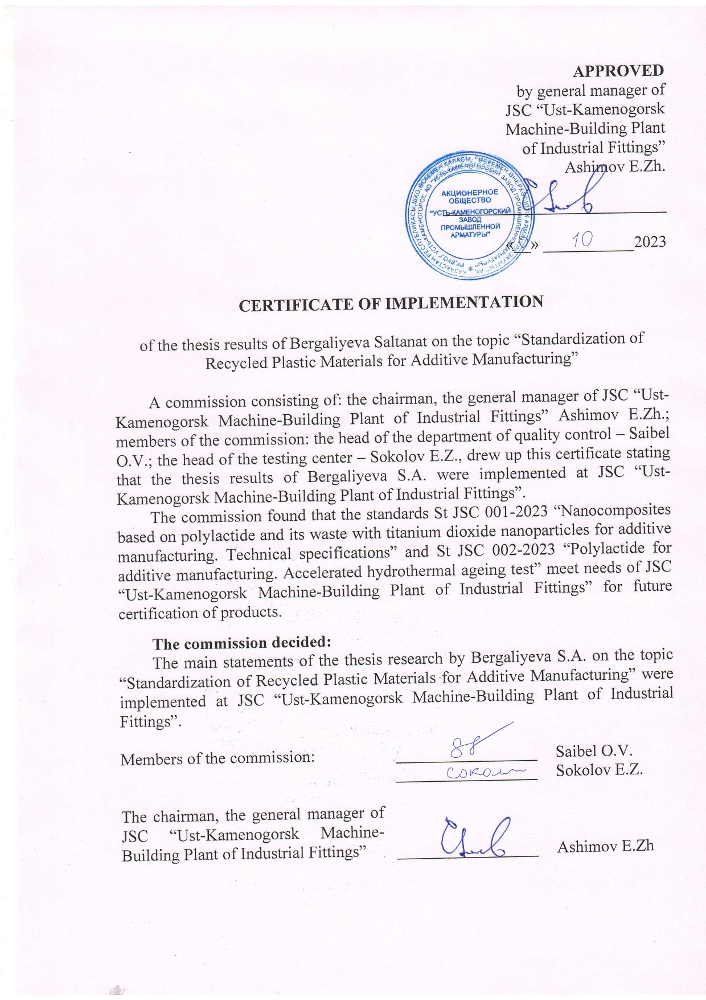 APPROVED
by general manager of
JSC “Ust-Kamenogorsk
Machine-Building Plant
of Industrial Fittings”
Ashimov E.Zh.
АКЦИОНЕРНОЕ
ОБЩЕСТВО
"УСТЬ-КАМЕНОГОРСКИЙ
ЗАВОД
ПРОМЫШЛЕННОЙ
АРМАТУРЫ"
«__» 10 2023
CERTIFICATE OF IMPLEMENTATION
of the thesis results of Bergaliyeva Saltanat on the topic “Standardization of
Recycled Plastic Materials for Additive Manufacturing”
A commission consisting of: the chairman, the general manager of JSC “Ust-
Kamenogorsk Machine-Building Plant of Industrial Fittings” Ashimov E.Zh.;
members of the commission: the head of the department of quality control – Saibel
O.V.; the head of the testing center – Sokolov E.Z., drew up this certificate stating
that the thesis results of Bergaliyeva S.A. were implemented at JSC “Ust-
Kamenogorsk Machine-Building Plant of Industrial Fittings”.
The commission found that the standards St JSC 001-2023 “Nanocomposites
based on polylactide and its waste with titanium dioxide nanoparticles for additive
manufacturing. Technical specifications” and St JSC 002-2023 “Polylactide for
additive manufacturing. Accelerated hydrothermal ageing test” meet needs of JSC
“Ust-Kamenogorsk Machine-Building Plant of Industrial Fittings” for future
certification of products.
The commission decided:
The main statements of the thesis research by Bergaliyeva S.A. on the topic
“Standardization of Recycled Plastic Materials for Additive Manufacturing” were
implemented at JSC “Ust-Kamenogorsk Machine-Building Plant of Industrial
Fittings”.
Members of the commission:
Saibel O.V.
Sokolov E.Z.
The chairman, the general manager of
JSC “Ust-Kamenogorsk Machine-
Building Plant of Industrial Fittings”
Ashimov E.Zh